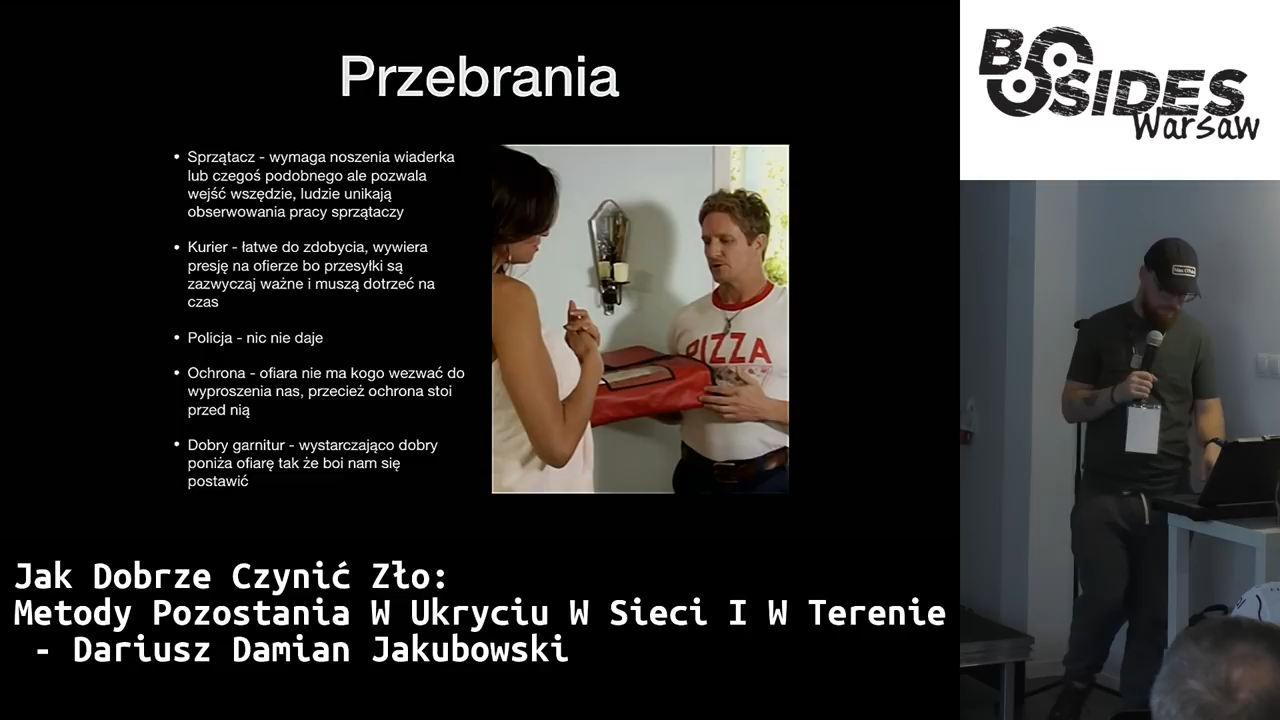 Przebrania
• Sprzątacz - wymaga noszenia wiaderka
lub czegoś podobnego ale pozwala
wejść wszędzie, ludzie unikają
obserwowania pracy sprzątaczy
• Kurier - łatwe do zdobycia, wywiera
presję na ofierze bo przesyłki są
zazwyczaj ważne i muszą dotrzeć na
czas
• Policja - nic nie daje
• Ochrona - ofiara nie ma kogo wezwać do
wyproszenia nas, przecież ochrona stoi
przed nią
• Dobry garnitur - wystarczająco dobry
poniża ofiarę tak że boi nam się
postawić
PIZZA
BSIDES
Warsaw
Jak Dobrze Czynić Zło:
Metody Pozostania W Ukryciu W Sieci I W Terenie
- Dariusz Damian Jakubowski